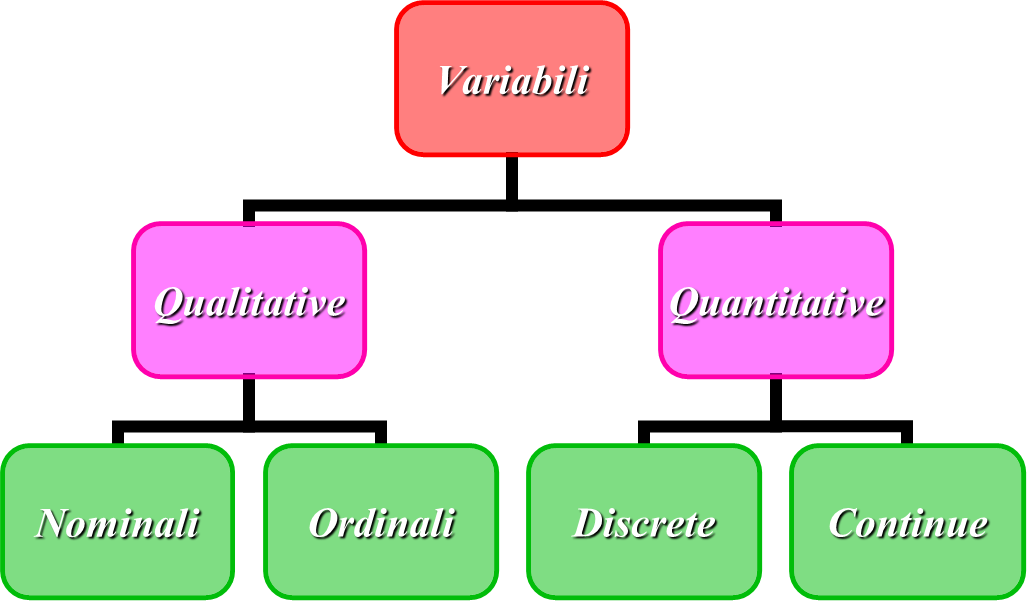 Variabili
Qualitative
Quantitative
Nominali
Ordinali
Discrete
Continue